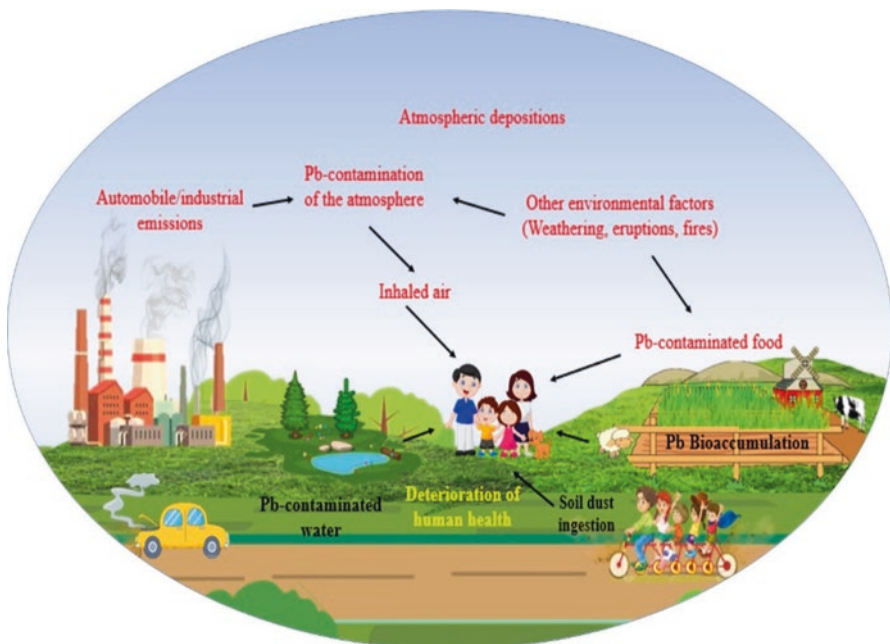 Atmospheric depositions
Pb-contamination
of the atmosphere
Automobile/industrial
emissions
Other environmental factors
(Weathering, eruptions, fires)
Inhaled air
Pb-contaminated food
Pb Bioaccumulation
Pb-contaminated
water
Deterioration of
human health
Soil dust
ingestion